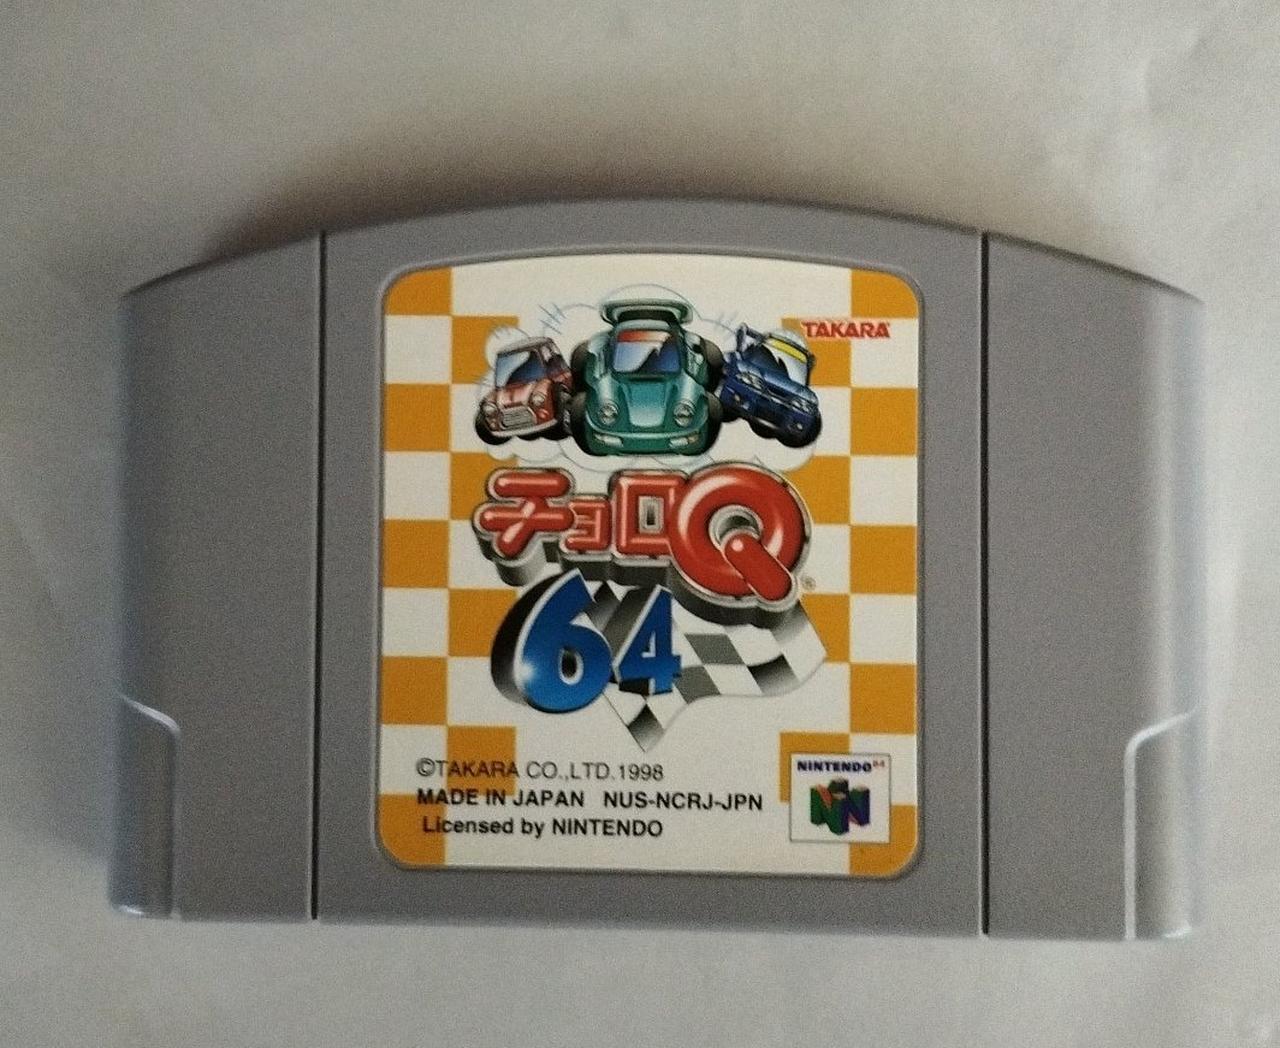 TAKARA
チョロQ
®
64
©TAKARA CO.,LTD.1998
MADE IN JAPAN NUS-NCRJ-JPN
Licensed by NINTENDO
NINTENDO64